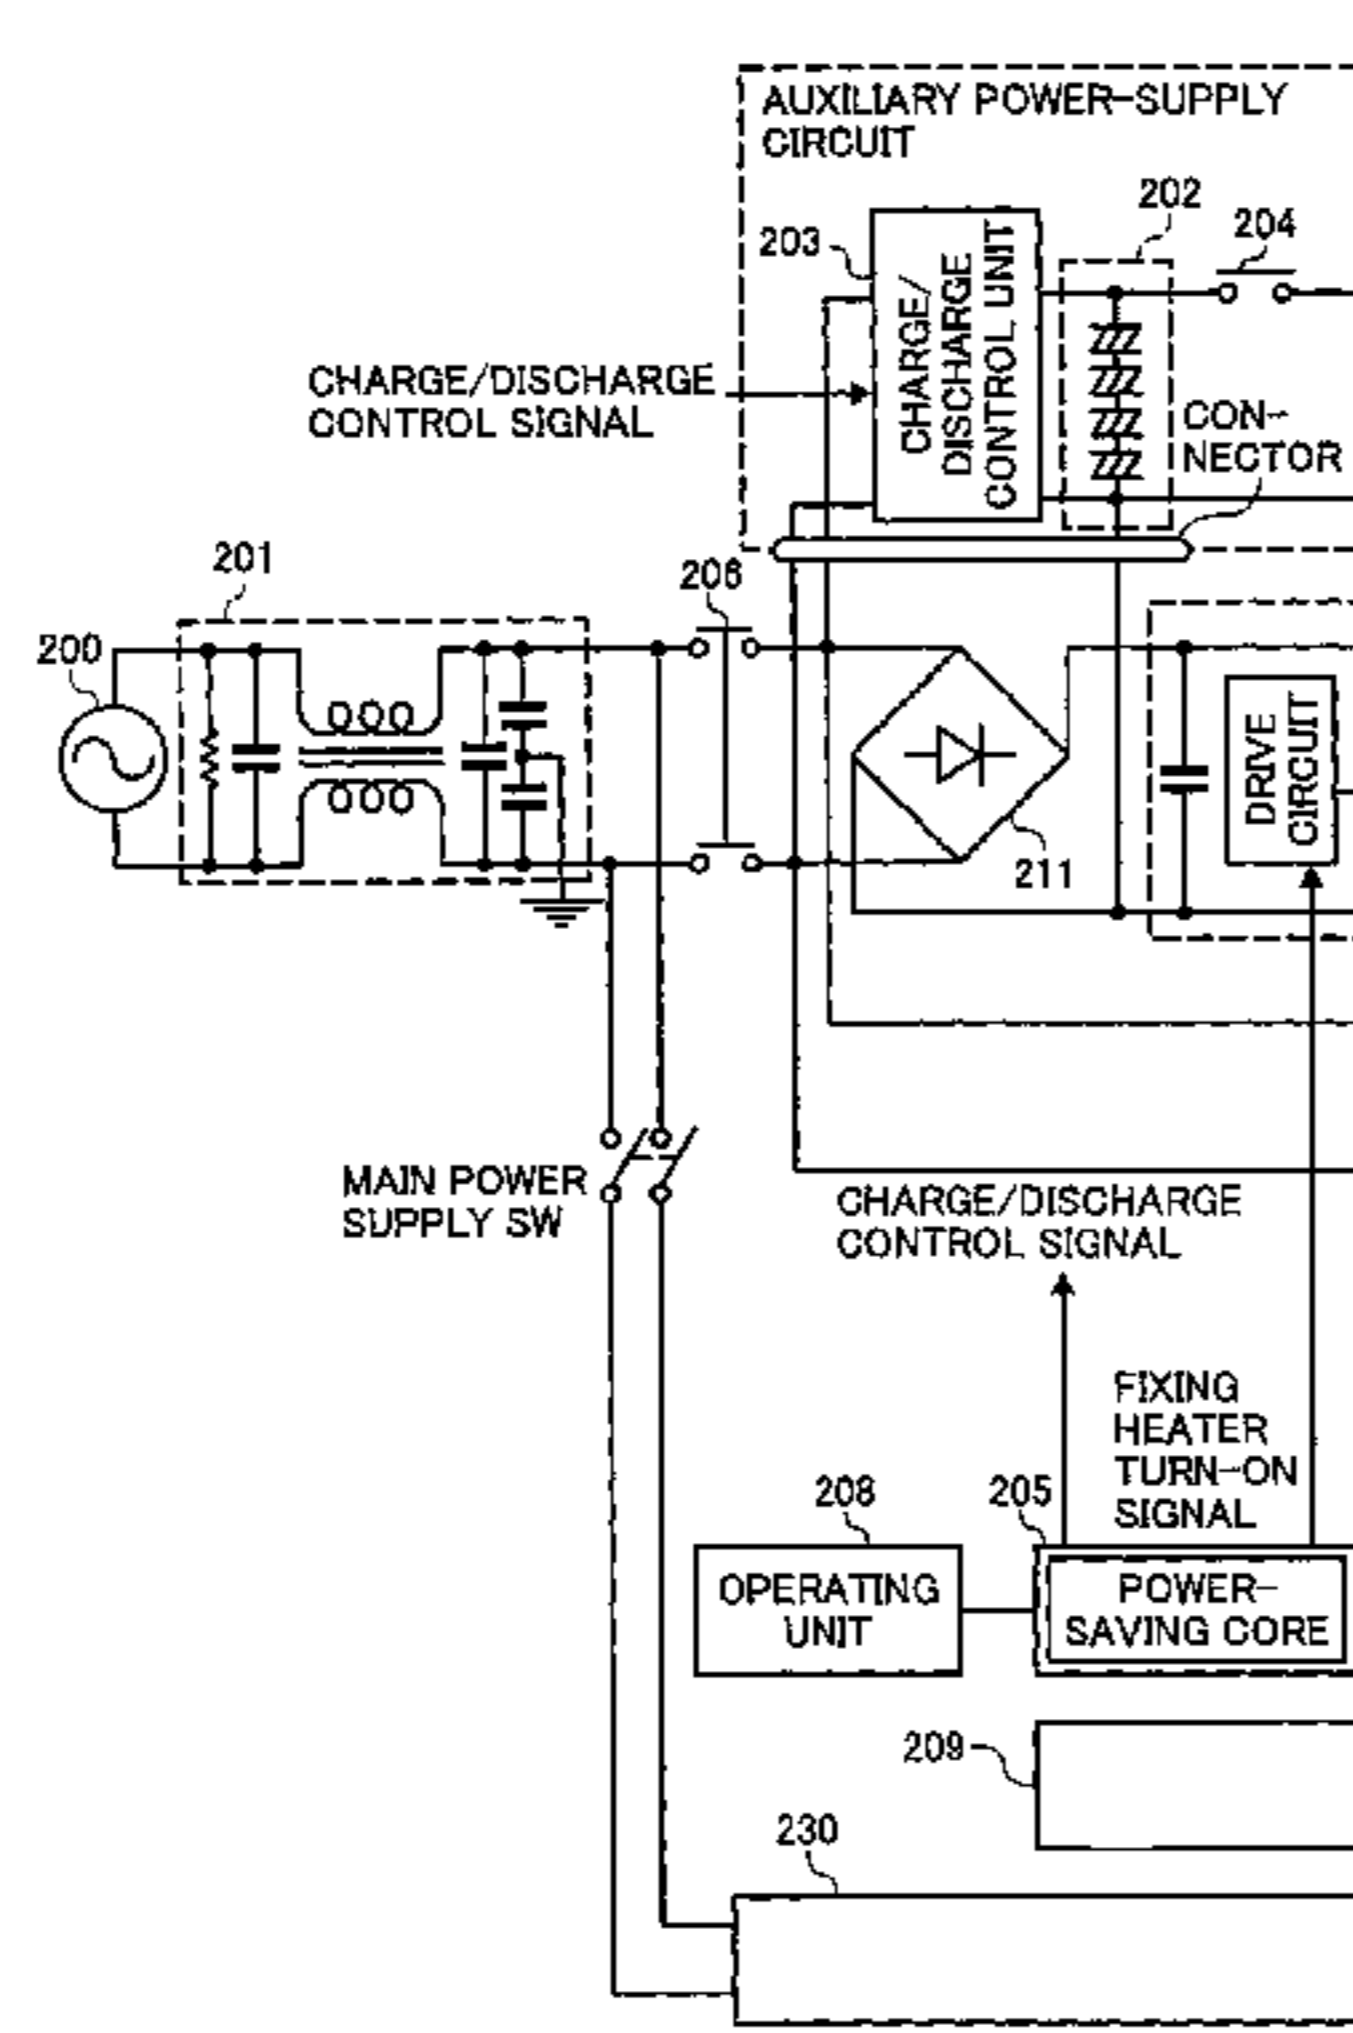 AUXILIARY POWER-SUPPLY
CIRCUIT
202
204
203
CHARGE/
DISCHARGE
CONTROL UNIT
CHARGE/DISCHARGE
CONTROL SIGNAL
CON-
NECTOR
201
206
200
DRIVE
CIRCUIT
211
MAIN POWER
SUPPLY SW
CHARGE/DISCHARGE
CONTROL SIGNAL
FIXING
HEATER
TURN-ON
SIGNAL
208
205
OPERATING
UNIT
POWER-
SAVING CORE
209
230